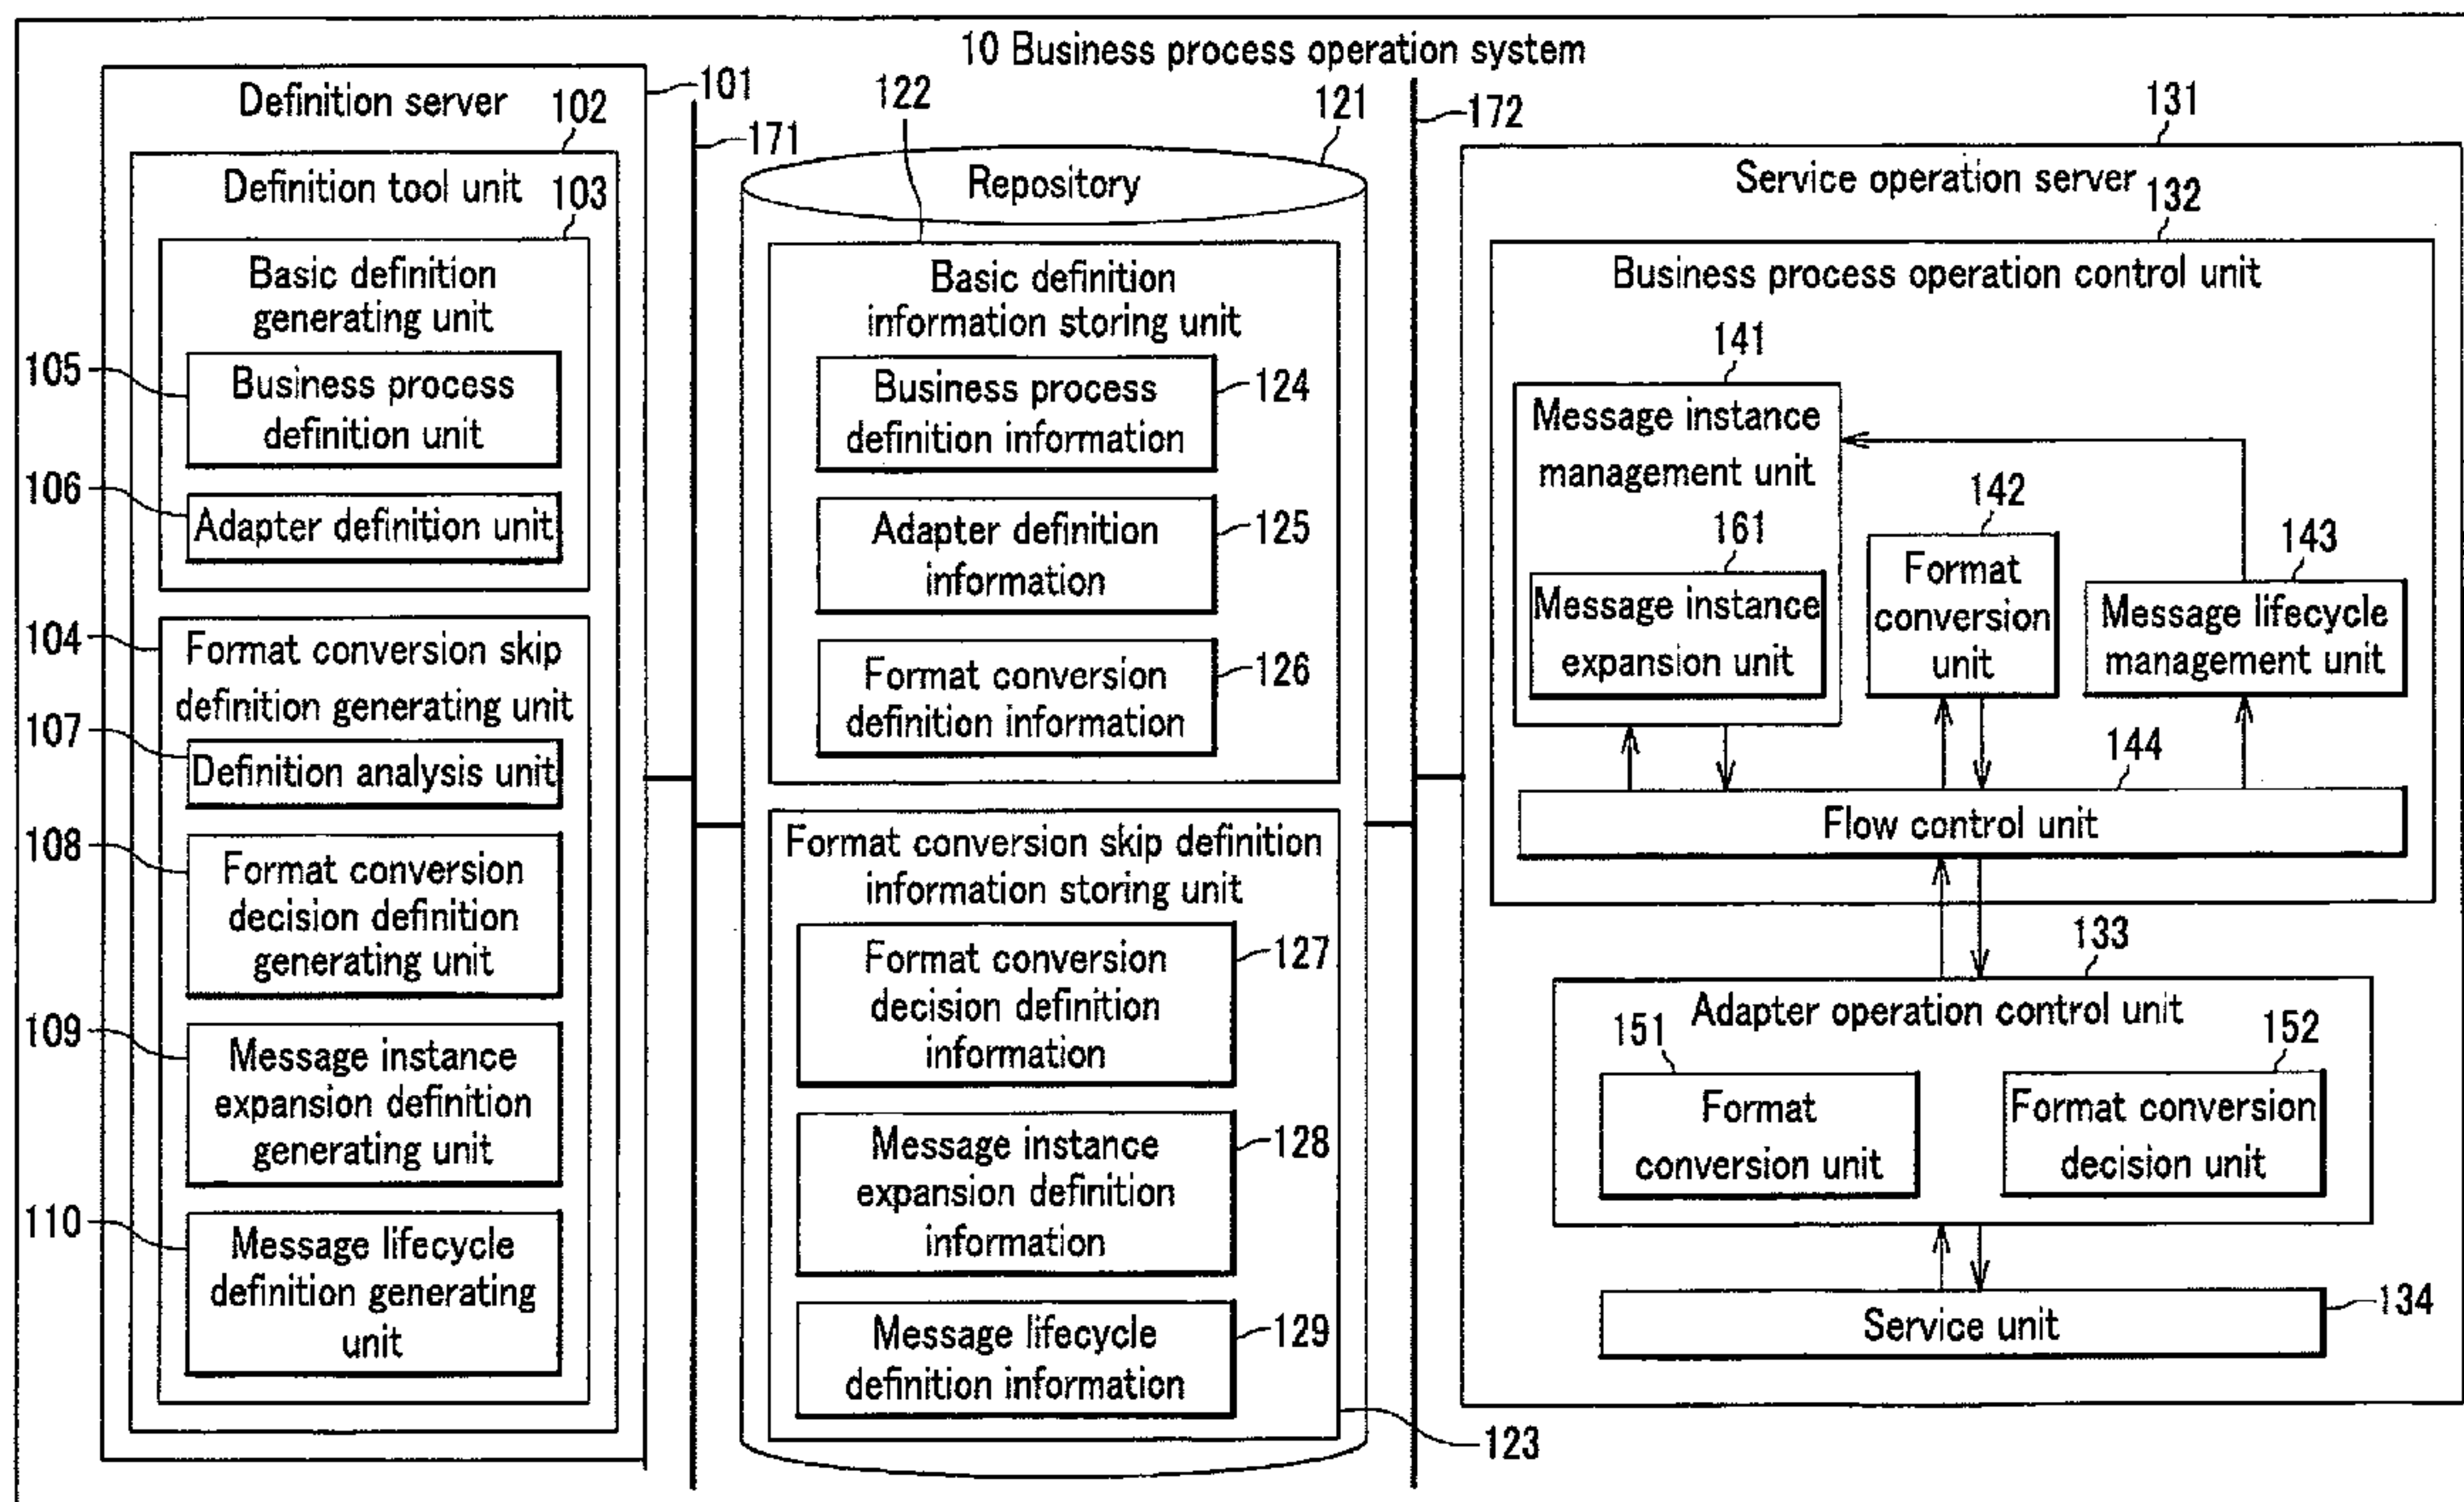 10 Business process operation system
Definition server
101
102
Definition tool unit
103
Basic definition
generating unit
105
Business process
definition unit
106
Adapter definition unit
104
Format conversion skip
definition generating unit
107
Definition analysis unit
108
Format conversion
decision definition
generating unit
109
Message instance
expansion definition
generating unit
110
Message lifecycle
definition generating
unit
171
122
121
Repository
Basic definition
information storing unit
Business process
definition information
124
Adapter definition
information
125
Format conversion
definition information
126
Format conversion skip definition
information storing unit
Format conversion
decision definition
information
127
Message instance
expansion definition
information
128
Message lifecycle
definition information
129
123
172
131
Service operation server
132
Business process operation control unit
141
Message instance
management unit
161
Message instance
expansion unit
142
Format
conversion
unit
143
Message lifecycle
management unit
144
Flow control unit
133
Adapter operation control unit
151
Format
conversion unit
152
Format conversion
decision unit
Service unit
134